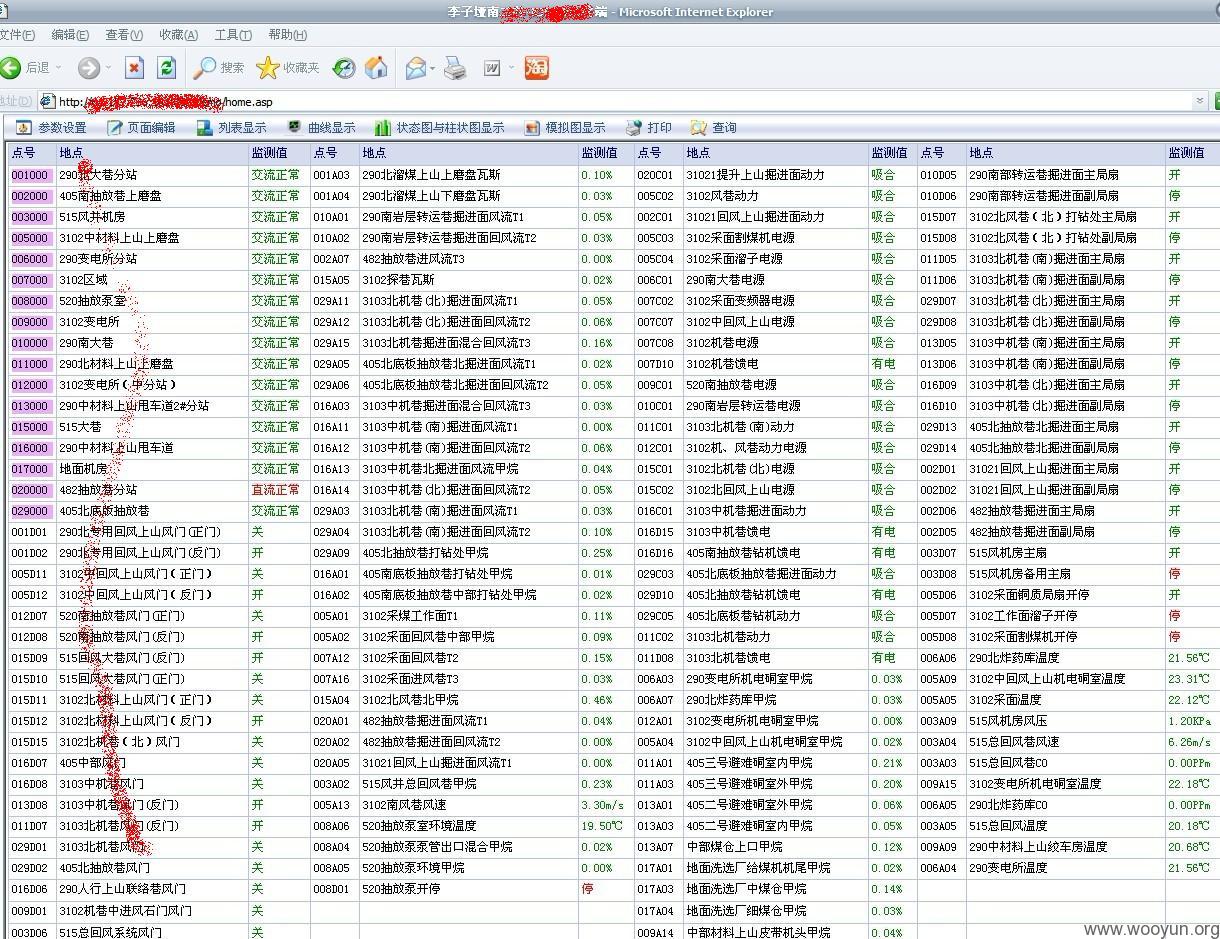 李子垭南 端 - Microsoft Internet Explorer
文件(F) 编辑(E) 查看(V) 收藏(A) 工具(T) 帮助(H)
后退 搜索 收藏夹
地址(D) http:// /home.asp
参数设置 页面编辑 列表显示 曲线显示 状态图与柱状图显示 模拟图显示 打印 查询
点号 地点 监测值 点号 地点 监测值 点号 地点 监测值 点号 地点 监测值
001000 290 大巷分站 交流正常 001A03 290北溜煤上山上磨盘瓦斯 0.10% 020C01 31021提升上山掘进面动力 吸合 010D05 290南部转运巷掘进面主局扇 开
002000 405南抽放巷上磨盘 交流正常 001A04 290北溜煤上山下磨盘瓦斯 0.03% 005C02 3102风巷动力 吸合 010D06 290南部转运巷掘进面副局扇 停
003000 515风井机房 交流正常 010A01 290南岩层转运巷掘进面风流T1 0.05% 002C01 31021回风上山掘进面动力 吸合 015D07 3102北风巷(北)打钻处主局扇 开
005000 3102中材料上山上磨盘 交流正常 010A02 290南岩层转运巷掘进面回风流T2 0.03% 005C03 3102采面割煤机电源 吸合 015D08 3102北风巷(北)打钻处副局扇 停
006000 290变电所分站 交流正常 002A07 482抽放巷进风流T3 0.00% 005C04 3102采面溜子电源 吸合 011D05 3103北机巷(南)掘进面主局扇 开
007000 3102区域 交流正常 015A05 3102探巷瓦斯 0.02% 006C01 290南大巷电源 吸合 011D06 3103北机巷(南)掘进面副局扇 停
008000 520抽放泵室 交流正常 029A11 3103北机巷(北)掘进面风流T1 0.05% 007C02 3102采面变频器电源 吸合 029D07 3103北机巷(北)掘进面主局扇 开
009000 3102变电所 交流正常 029A12 3103北机巷(北)掘进面回风流T2 0.06% 007C07 3102中回风上山电源 吸合 029D08 3103北机巷(北)掘进面副局扇 停
010000 290南大巷 交流正常 029A15 3103北机巷掘进面混合回风流T3 0.16% 007C08 3102机巷电源 吸合 013D05 3103中机巷(南)掘进面主局扇 开
011000 290北材料上山上磨盘 交流正常 029A05 405北底板抽放巷北掘进面风流T1 0.02% 007D10 3102机巷馈电 有电 013D06 3103中机巷(南)掘进面副局扇 停
012000 3102变电所(中分站) 交流正常 029A06 405北底板抽放巷北掘进面回风流T2 0.05% 009C01 520南抽放巷电源 吸合 016D09 3103中机巷(北)掘进面主局扇 开
013000 290中材料上山甩车道2#分站 交流正常 016A03 3103中机巷掘进面混合回风流T3 0.03% 010C01 290南岩层转运巷电源 吸合 016D10 3103中机巷(北)掘进面副局扇 停
015000 515大巷 交流正常 016A11 3103中机巷(南)掘进面风流T1 0.00% 011C01 3103北机巷(南)动力 吸合 029D13 405北抽放巷北掘进面主局扇 开
016000 290中材料上山甩车道 交流正常 016A12 3103中机巷(南)掘进面回风流T2 0.06% 012C01 3102机、风巷动力电源 吸合 029D14 405北抽放巷北掘进面副局扇 停
017000 地面机房 交流正常 016A13 3103中机巷北掘进面风流甲烷 0.04% 015C01 3102北机巷(北)电源 吸合 002D01 31021回风上山掘进面主局扇 开
020000 482抽放巷分站 直流正常 016A14 3103中机巷(北)掘进面回风流T2 0.05% 015C02 3102北回风上山电源 吸合 002D02 31021回风上山掘进面副局扇 停
029000 405北底板抽放巷 交流正常 029A03 3103北机巷(南)掘进面风流T1 0.03% 016C01 3103中机巷掘进面动力 吸合 002D06 482抽放巷掘进面主局扇 开
001D01 290北专用回风上山风门(正门) 关 029A04 3103北机巷(南)掘进面回风流T2 0.10% 016D15 3103中机巷馈电 有电 002D05 482抽放巷掘进面副局扇 停
001D02 290北专用回风上山风门(反门) 开 029A09 405北抽放巷打钻处甲烷 0.25% 016D16 405南抽放巷钻机馈电 有电 003D07 515风机房主扇 开
005D11 3102中回风上山风门(正门) 关 016A01 405南底板抽放巷打钻处甲烷 0.01% 029C03 405北底板抽放巷掘进面动力 吸合 003D08 515风机房备用主扇 停
005D12 3102中回风上山风门(反门) 开 016A02 405南底板抽放巷中部打钻处甲烷 0.02% 029D10 405北抽放巷钻机馈电 有电 005D06 3102采面铜质局扇开停 开
012D07 520南抽放巷风门(正门) 关 005A01 3102采煤工作面T1 0.11% 029C05 405北底板巷钻机动力 吸合 005D07 3102工作面溜子开停 停
012D08 520南抽放巷风门(反门) 开 005A02 3102采面回风巷中部甲烷 0.09% 011C02 3103北机巷动力 吸合 005D08 3102采面割煤机开停 停
015D09 515回风大巷风门(反门) 开 007A12 3102采面回风巷T2 0.15% 011D08 3103北机巷馈电 有电 006A06 290北炸药库温度 21.56℃
015D10 515回风大巷风门(正门) 关 007A16 3102采面进风巷T3 0.03% 006A03 290变电所机电硐室甲烷 0.03% 005A09 3102中回风上山机电硐室温度 23.31℃
015D11 3102北材料上山风门(正门) 关 015A04 3102北风巷北甲烷 0.46% 006A07 290北炸药库甲烷 0.03% 005A05 3102采面温度 22.12℃
015D12 3102北材料上山风门(反门) 开 020A01 482抽放巷掘进面风流T1 0.04% 012A01 3102变电所机电硐室甲烷 0.00% 003A09 515风机房风压 1.20KPa
015D15 3102北机巷(北)风门 关 020A02 482抽放巷掘进面回风流T2 0.00% 005A04 3102中回风上山机电硐室甲烷 0.02% 003A04 515总回风巷风速 6.26m/s
016D07 405中部风门 关 020A05 31021回风上山掘进面风流T1 0.00% 011A01 405三号避难硐室内甲烷 0.21% 003A03 515总回风巷CO 0.00PPm
016D08 3103中机巷风门 关 003A02 515风井总回风巷甲烷 0.23% 011A03 405三号避难硐室外甲烷 0.20% 009A15 3102变电所机电硐室温度 22.18℃
013D08 3103中机巷风门(反门) 开 005A13 3102南风巷风速 3.30m/s 013A01 405二号避难硐室外甲烷 0.06% 006A05 290北炸药库CO 0.00PPm
011D07 3103北机巷风门(反门) 开 008A06 520抽放泵室环境温度 19.50℃ 013A03 405二号避难硐室内甲烷 0.05% 003A05 515总回风温度 20.18℃
029D01 3103北机巷风门 关 008A04 520抽放泵泵管出口混合甲烷 0.02% 013A07 中部煤仓上口甲烷 0.12% 009A09 290中材料上山绞车房温度 20.68℃
029D02 405北抽放巷风门 关 008A05 520抽放泵环境甲烷 0.00% 017A01 地面洗选厂给煤机机尾甲烷 0.02% 006A04 290变电所温度 21.56℃
016D06 290人行上山联络巷风门 关 008D01 520抽放泵开停 停 017A03 地面洗选厂中煤仓甲烷 0.14%
009D01 3102机巷中进风石门风门 关 017A04 地面洗选厂细煤仓甲烷 0.03%
003D06 515总回风系统风门 关 009A14 中部材料上山皮带机头甲烷 0.04%
www.wooyun.org